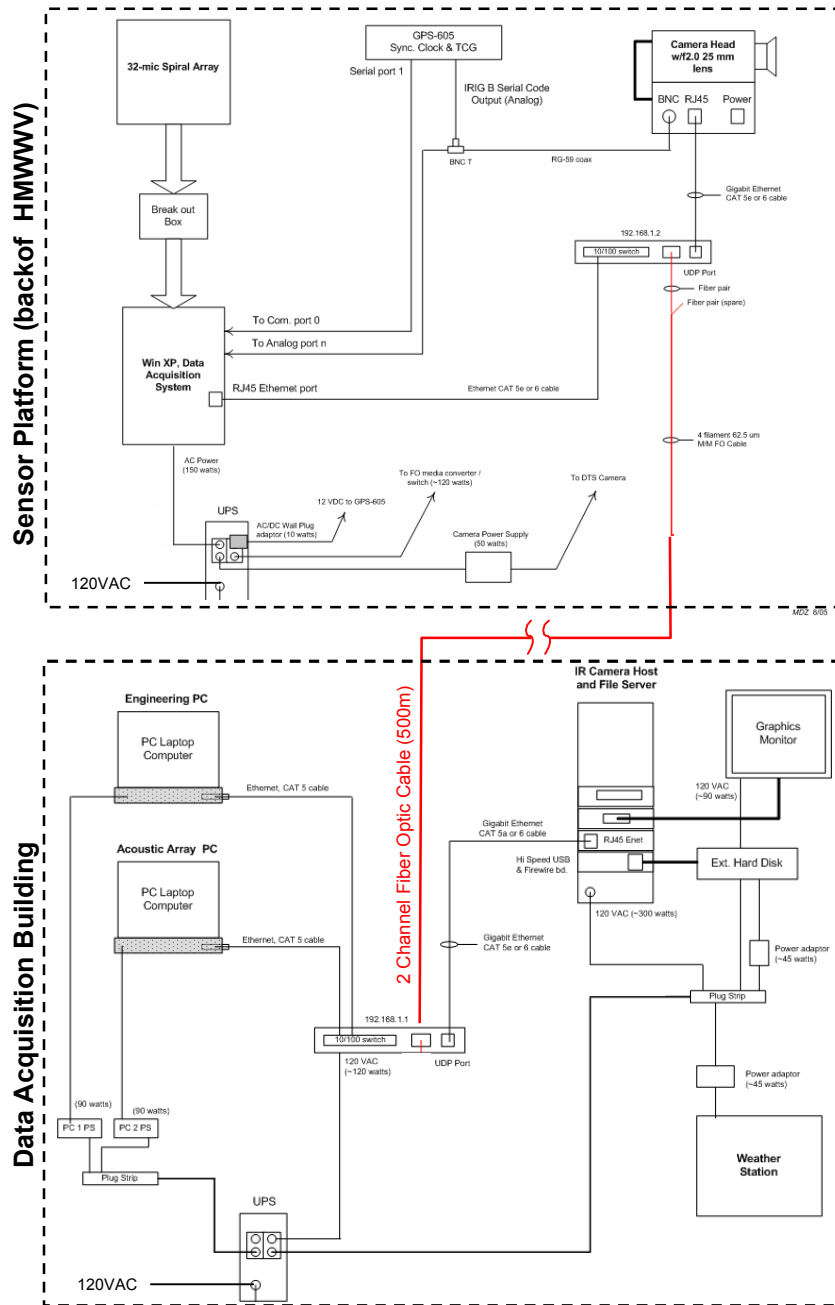 Sensor Platform (backof HMWWV)
32-mic Spiral Array
GPS-605
Sync. Clock & TCG
Serial port 1
IRIG B Serial Code
Output (Analog)
Camera Head
w/f2.0 25 mm
lens
BNC
RJ45
Power
BNC T
RG-59 coax
Gigabit Ethernet
CAT 5e or 6 cable
Break out
Box
192.168.1.2
10/100 switch
UDP Port
Fiber pair
Fiber pair (spare)
To Com. port 0
To Analog port n
Win XP, Data
Acquisition
System
RJ45 Ethernet port
Ethernet CAT 5e or 6 cable
4 filament 62.5 um
M/M FO Cable
AC Power
(150 watts)
To FO media converter /
switch (~120 watts)
To DTS Camera
12 VDC to GPS-605
UPS
AC/DC Wall Plug
adaptor (10 watts)
Camera Power Supply
(50 watts)
120VAC
MDZ 6/05
Data Acquisition Building
2 Channel Fiber Optic Cable (500m)
Engineering PC
PC Laptop
Computer
Ethernet, CAT 5 cable
IR Camera Host
and File Server
Graphics
Monitor
120 VAC
(~90 watts)
Gigabit Ethernet
CAT 5a or 6 cable
RJ45 Enet
Acoustic Array PC
PC Laptop
Computer
Hi Speed USB
& Firewire bd.
Ext. Hard Disk
Ethernet, CAT 5 cable
120 VAC (~300 watts)
Gigabit Ethernet
CAT 5e or 6 cable
Power adaptor
(~45 watts)
Plug Strip
192.168.1.1
10/100 switch
UDP Port
120 VAC
(~120 watts)
Power adaptor
(~45 watts)
(90 watts)
(90 watts)
PC 1 PS
PC 2 PS
Plug Strip
Weather
Station
UPS
120VAC